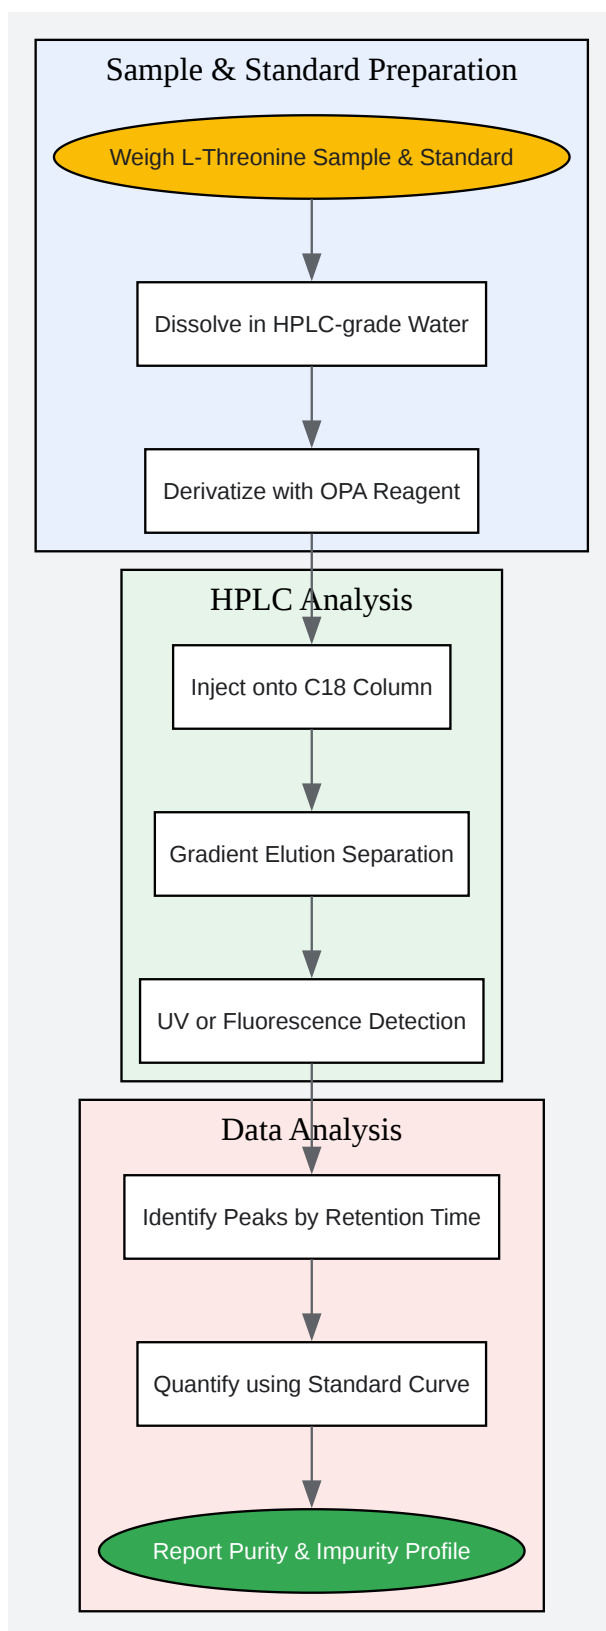 Sample & Standard Preparation
Weigh L-Threonine Sample & Standard
Dissolve in HPLC-grade Water
Derivatize with OPA Reagent
HPLC Analysis
Inject onto C18 Column
Gradient Elution Separation
UV or Fluorescence Detection
Data Analysis
Identify Peaks by Retention Time
Quantify using Standard Curve
Report Purity & Impurity Profile